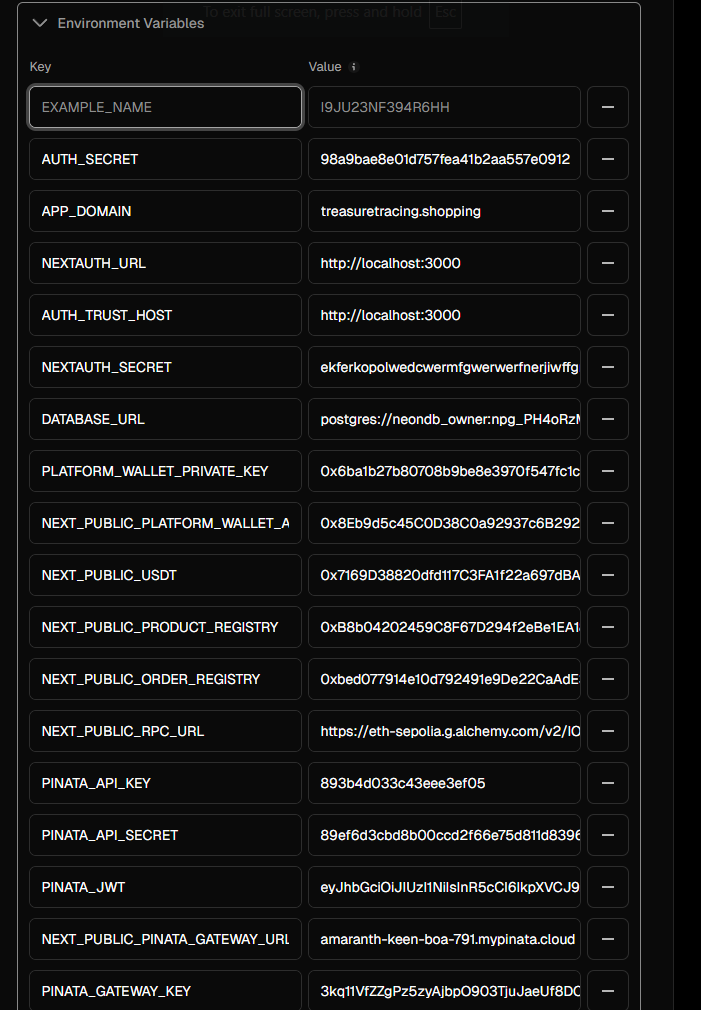 To exit full screen, press and hold Esc
Environment Variables
Key Value
EXAMPLE_NAME I9JU23NF394R6HH
AUTH_SECRET 98a9bae8e01d757fea41b2aa557e0912
APP_DOMAIN treasuretracing.shopping
NEXTAUTH_URL http://localhost:3000
AUTH_TRUST_HOST http://localhost:3000
NEXTAUTH_SECRET ekferkopolwedcwermfgwerwerfnerjiwffg
DATABASE_URL postgres://neondb_owner:npg_PH4oRzM
PLATFORM_WALLET_PRIVATE_KEY 0x6ba1b27b80708b9be8e3970f547fc1c
NEXT_PUBLIC_PLATFORM_WALLET_A 0x8Eb9d5c45C0D38C0a92937c6B292
NEXT_PUBLIC_USDT 0x7169D38820dfd117C3FA1f22a697dBA
NEXT_PUBLIC_PRODUCT_REGISTRY 0xB8b04202459C8F67D294f2eBe1EA1
NEXT_PUBLIC_ORDER_REGISTRY 0xbed077914e10d792491e9De22CaAdE
NEXT_PUBLIC_RPC_URL https://eth-sepolia.g.alchemy.com/v2/IO
PINATA_API_KEY 893b4d033c43eee3ef05
PINATA_API_SECRET 89ef6d3cbd8b00ccd2f66e75d811d8396
PINATA_JWT eyJhbGciOiJIUzI1NiIsInR5cCI6IkpXVCJ9
NEXT_PUBLIC_PINATA_GATEWAY_URL amaranth-keen-boa-791.mypinata.cloud
PINATA_GATEWAY_KEY 3kq11VfZZgPz5zyAjbpO903TjuJaeUf8DC